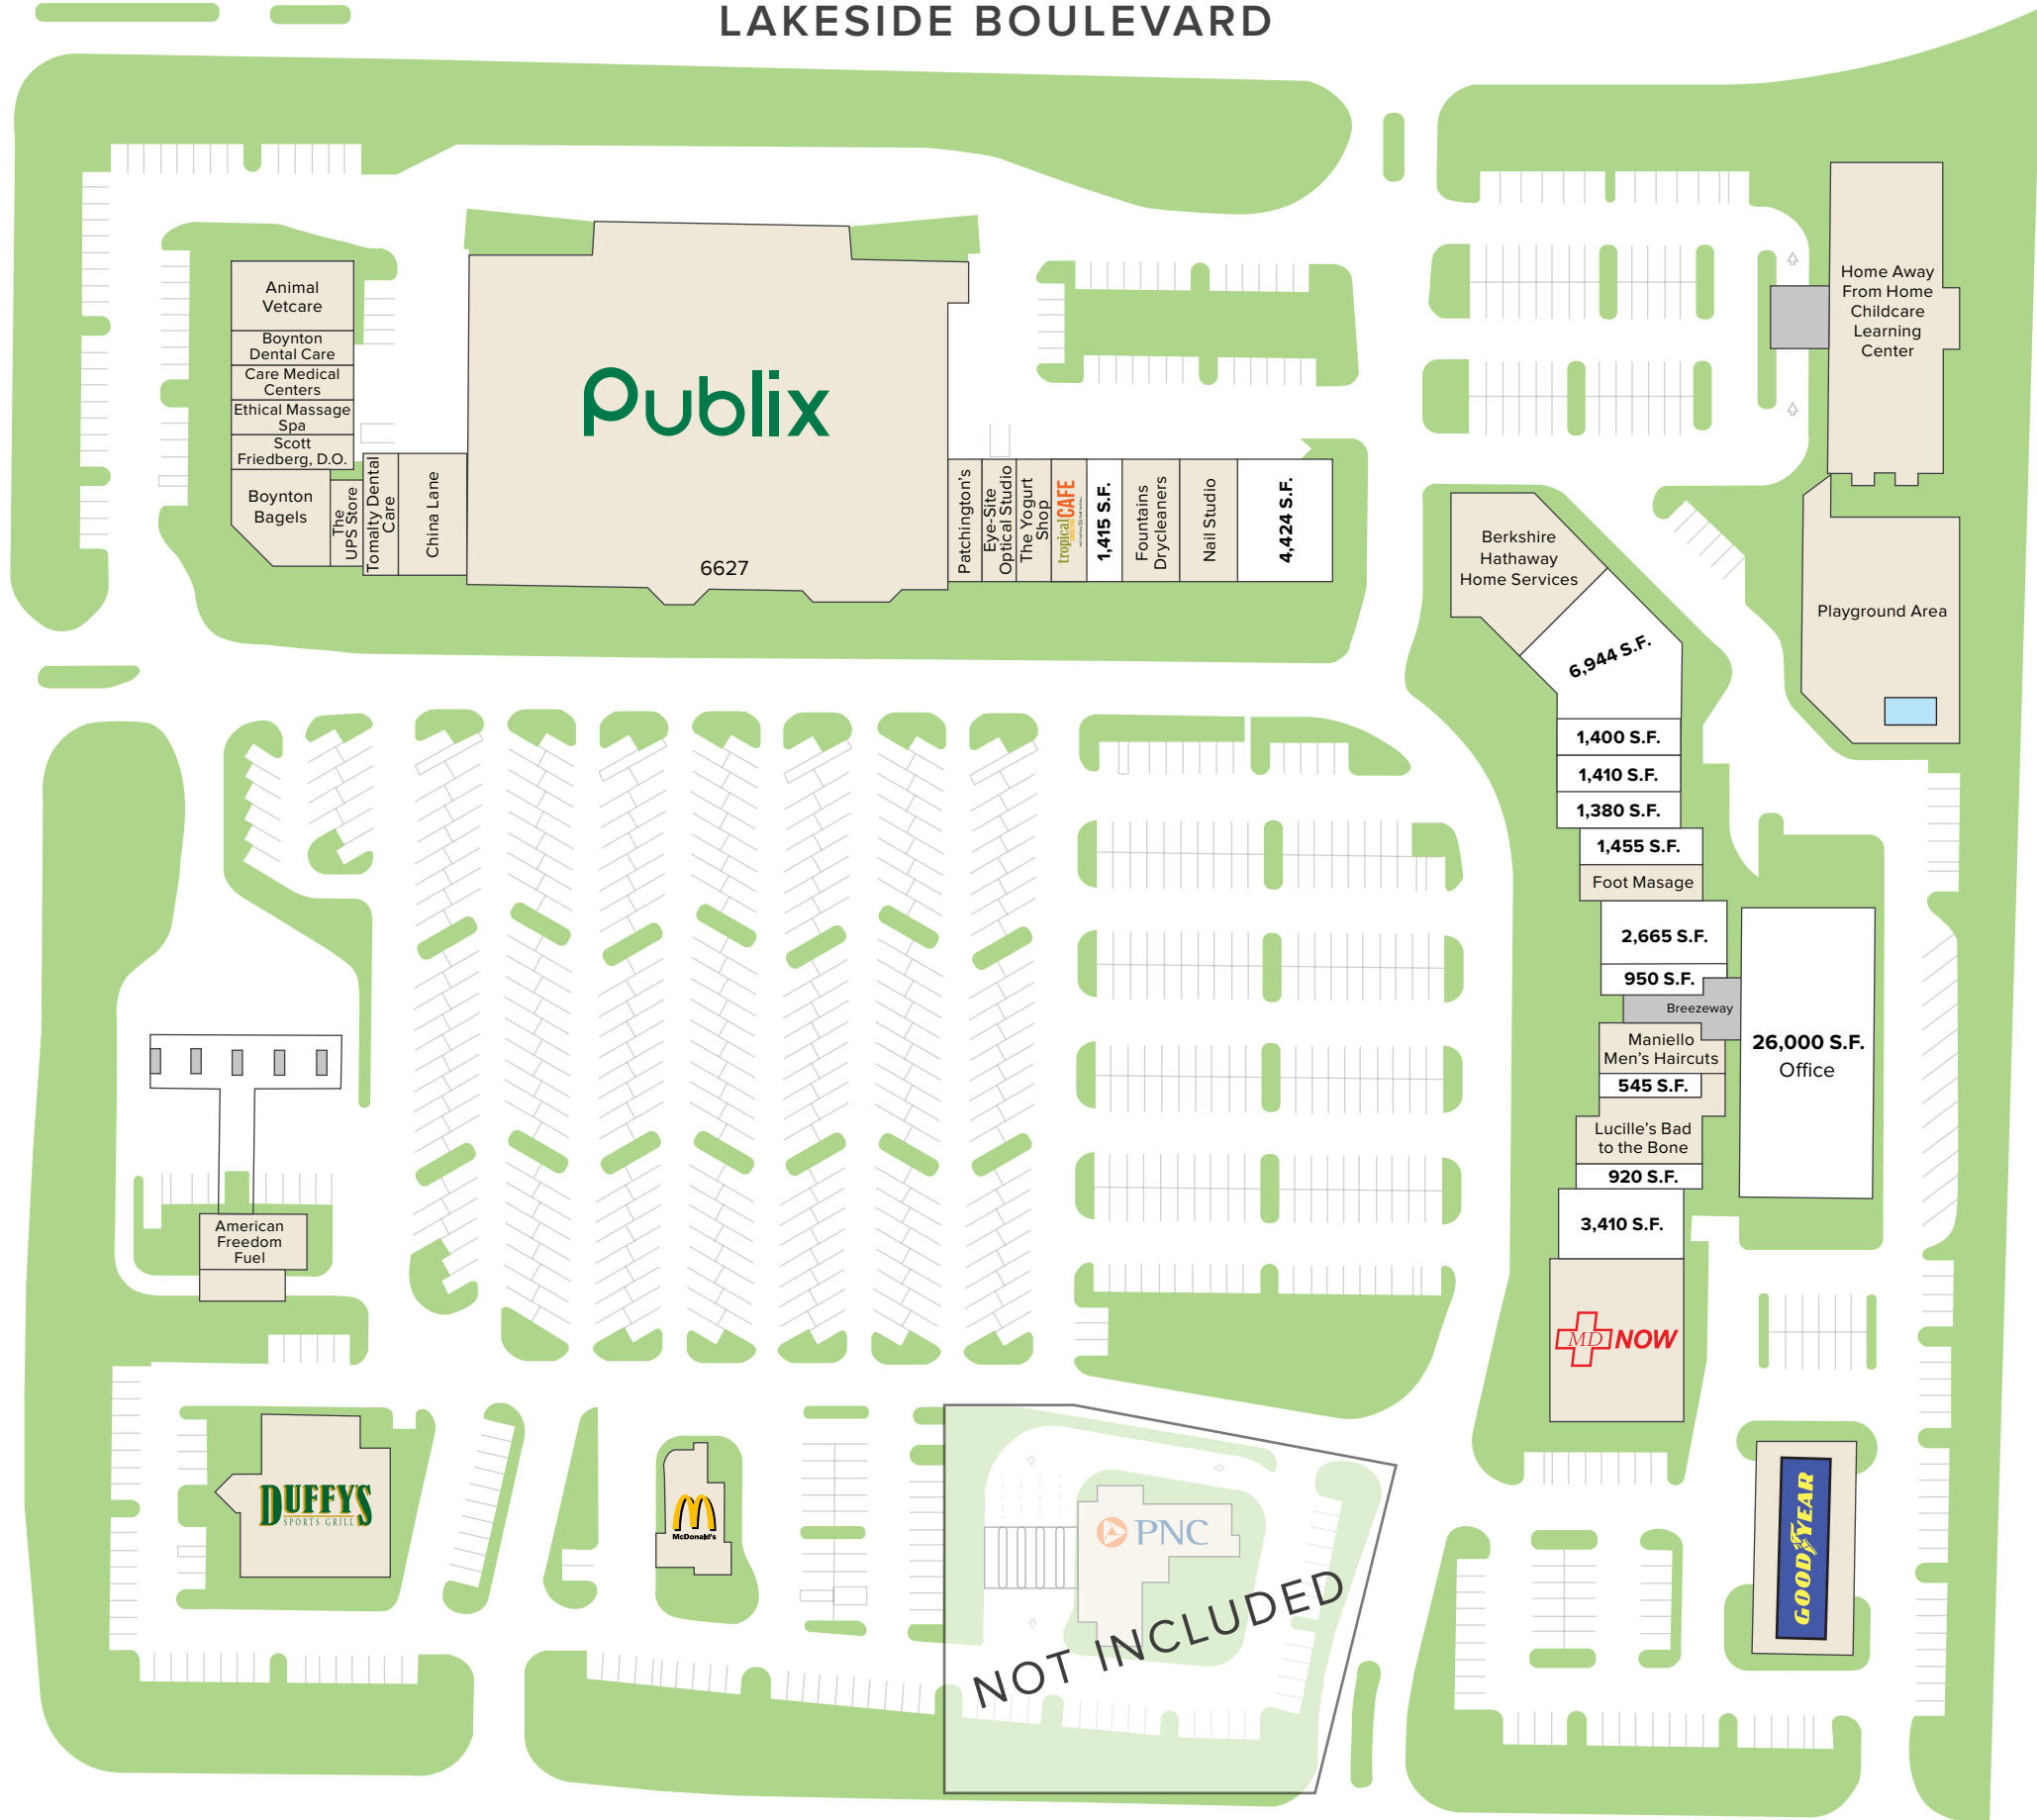 LAKESIDE BOULEVARD
Animal
Vetcare
Boynton
Dental Care
Care Medical
Centers
Ethical Massage
Spa
Scott
Friedberg, D.O.
Boynton
Bagels
The
UPS Store
Tomalty Dental
Care
China Lane
Publix
6627
Patchington's
Eye-Site
Optical Studio
The Yogurt
Shop
tropical CAFE
1,415 S.F.
Fountains
Drycleaners
Nail Studio
4,424 S.F.
Home Away
From Home
Childcare
Learning
Center
Playground Area
Berkshire
Hathaway
Home Services
6,944 S.F.
1,400 S.F.
1,410 S.F.
1,380 S.F.
1,455 S.F.
Foot Masage
2,665 S.F.
950 S.F.
Breezeway
Maniello
Men's Haircuts
545 S.F.
Lucille's Bad
to the Bone
920 S.F.
3,410 S.F.
26,000 S.F.
Office
MD NOW
American
Freedom
Fuel
DUFFY'S
SPORTS GRILL
McDonald's
PNC
NOT INCLUDED
GOODYEAR